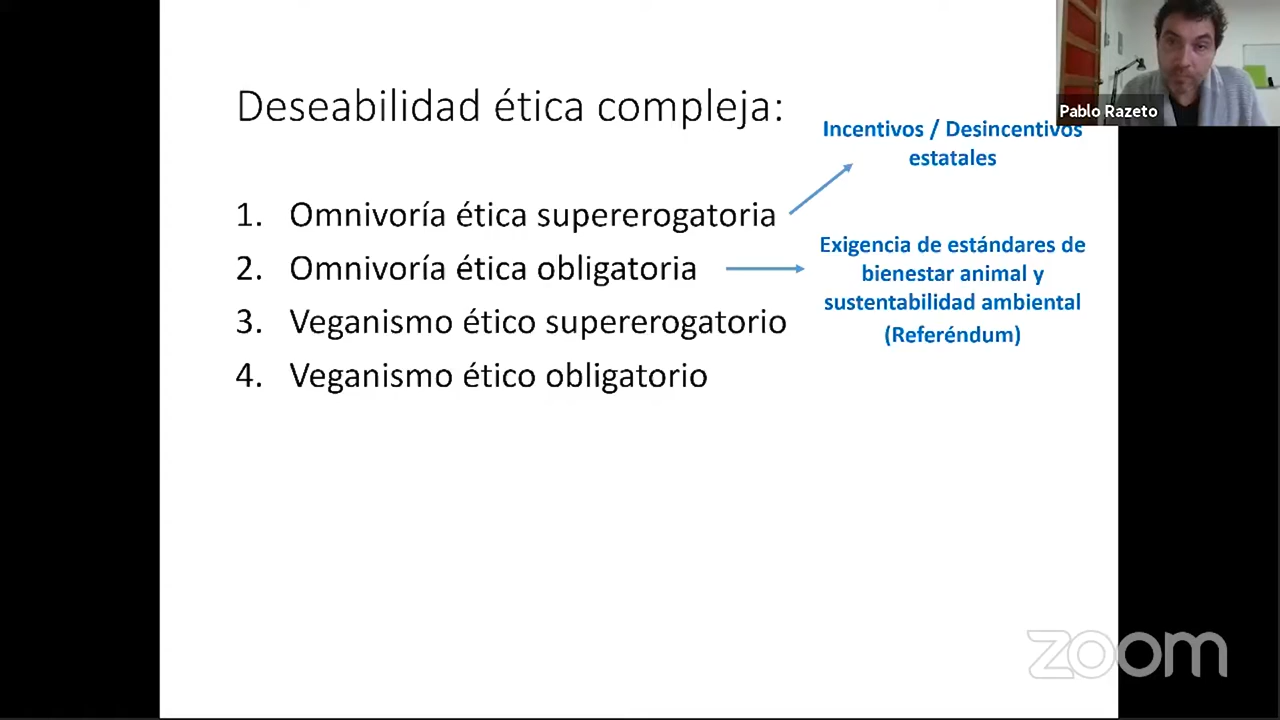 Pablo Razeto
Deseabilidad ética compleja:
Incentivos / Desincentivos
estatales
1. Omnivoría ética supererogatoria
2. Omnivoría ética obligatoria
3. Veganismo ético supererogatorio
4. Veganismo ético obligatorio
Exigencia de estándares de
bienestar animal y
sustentabilidad ambiental
(Referéndum)
zoom